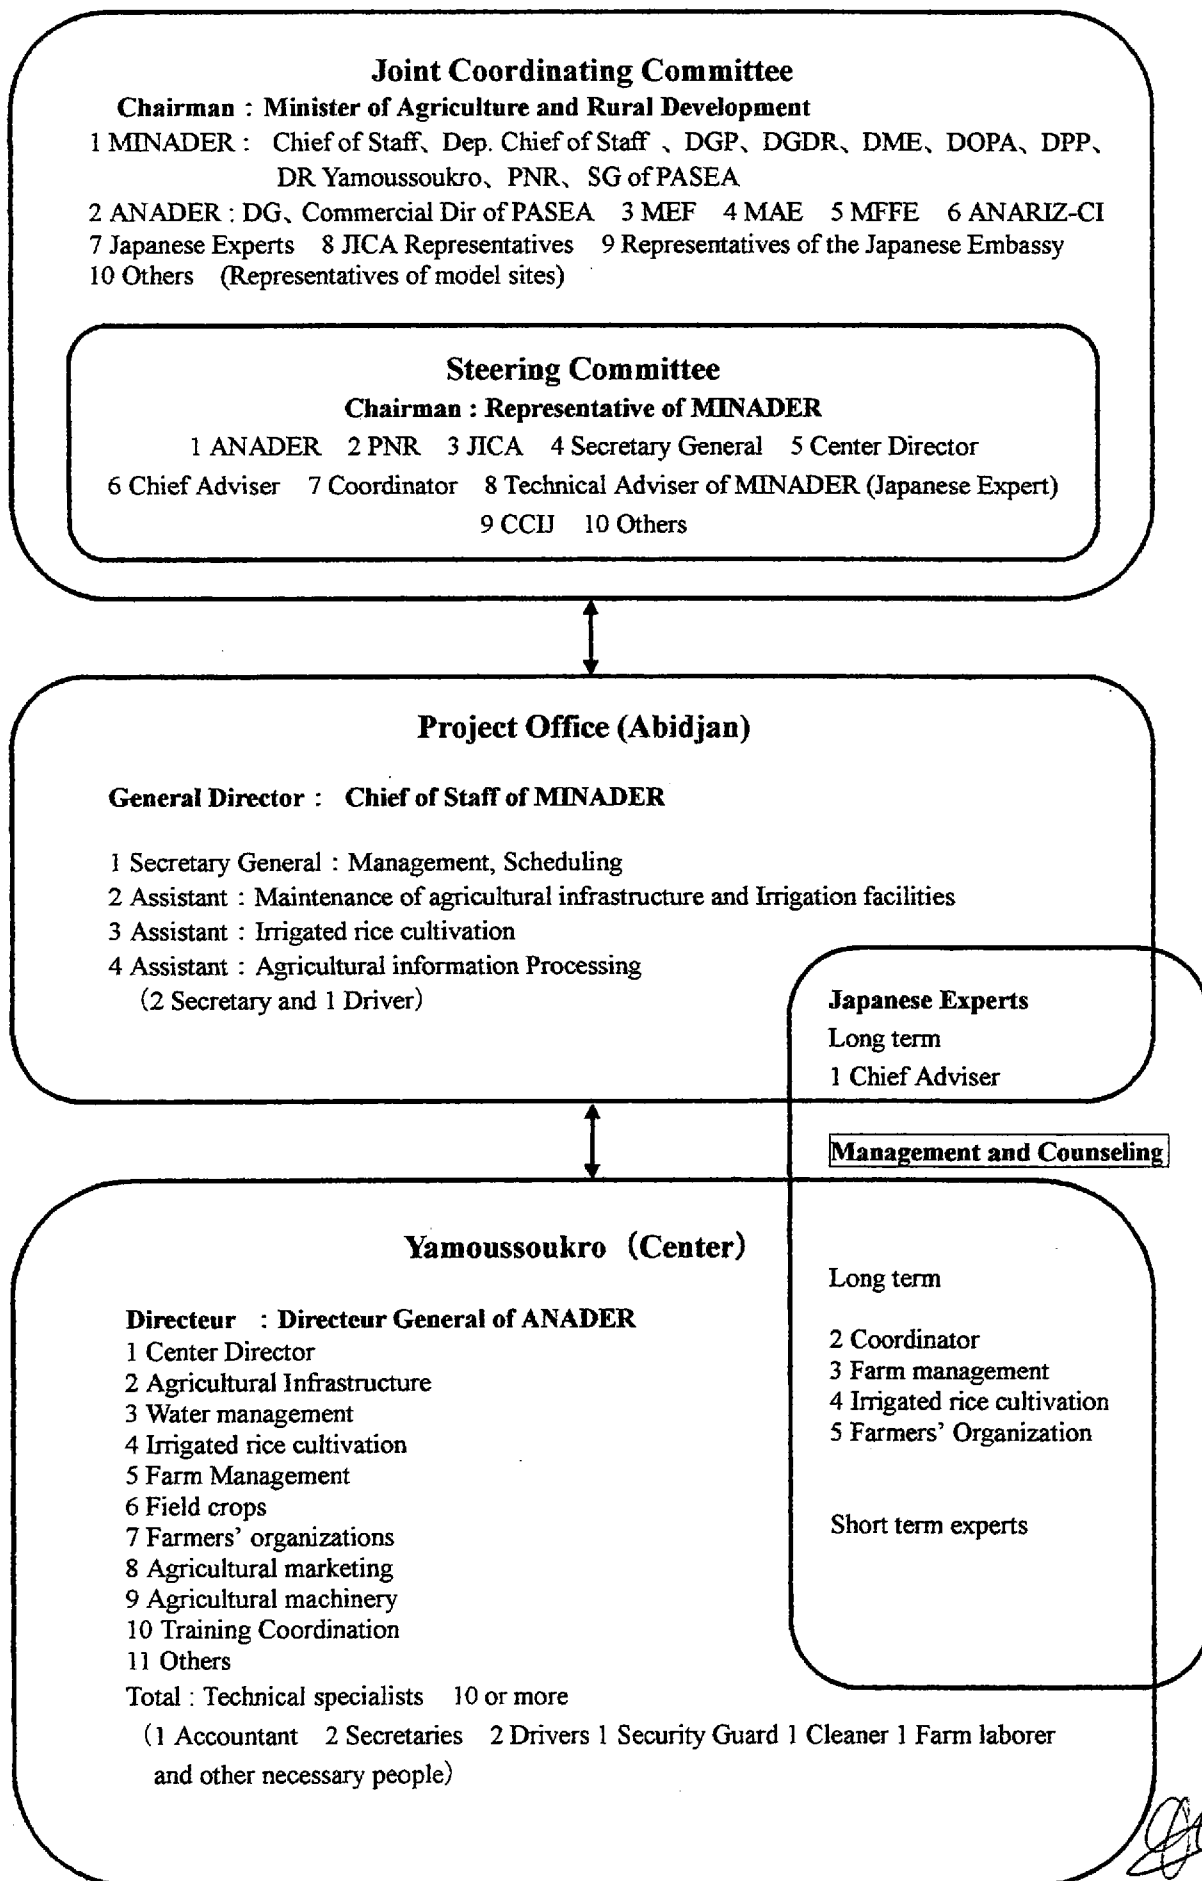 Joint Coordinating Committee
Chairman : Minister of Agriculture and Rural Development
1 MINADER : Chief of Staff、Dep. Chief of Staff 、DGP、DGDR、DME、DOPA、DPP、
DR Yamoussoukro、PNR、SG of PASEA
2 ANADER : DG、Commercial Dir of PASEA 3 MEF 4 MAE 5 MFFE 6 ANARIZ-CI
7 Japanese Experts 8 JICA Representatives 9 Representatives of the Japanese Embassy
10 Others (Representatives of model sites)
Steering Committee
Chairman : Representative of MINADER
1 ANADER 2 PNR 3 JICA 4 Secretary General 5 Center Director
6 Chief Adviser 7 Coordinator 8 Technical Adviser of MINADER (Japanese Expert)
9 CCIJ 10 Others
Project Office (Abidjan)
General Director : Chief of Staff of MINADER
1 Secretary General : Management, Scheduling
2 Assistant : Maintenance of agricultural infrastructure and Irrigation facilities
3 Assistant : Irrigated rice cultivation
4 Assistant : Agricultural information Processing
(2 Secretary and 1 Driver)
Japanese Experts
Long term
1 Chief Adviser
Management and Counseling
Yamoussoukro (Center)
Directeur : Directeur General of ANADER
1 Center Director
2 Agricultural Infrastructure
3 Water management
4 Irrigated rice cultivation
5 Farm Management
6 Field crops
7 Farmers' organizations
8 Agricultural marketing
9 Agricultural machinery
10 Training Coordination
11 Others
Total : Technical specialists 10 or more
(1 Accountant 2 Secretaries 2 Drivers 1 Security Guard 1 Cleaner 1 Farm laborer
and other necessary people)
Long term
2 Coordinator
3 Farm management
4 Irrigated rice cultivation
5 Farmers' Organization
Short term experts